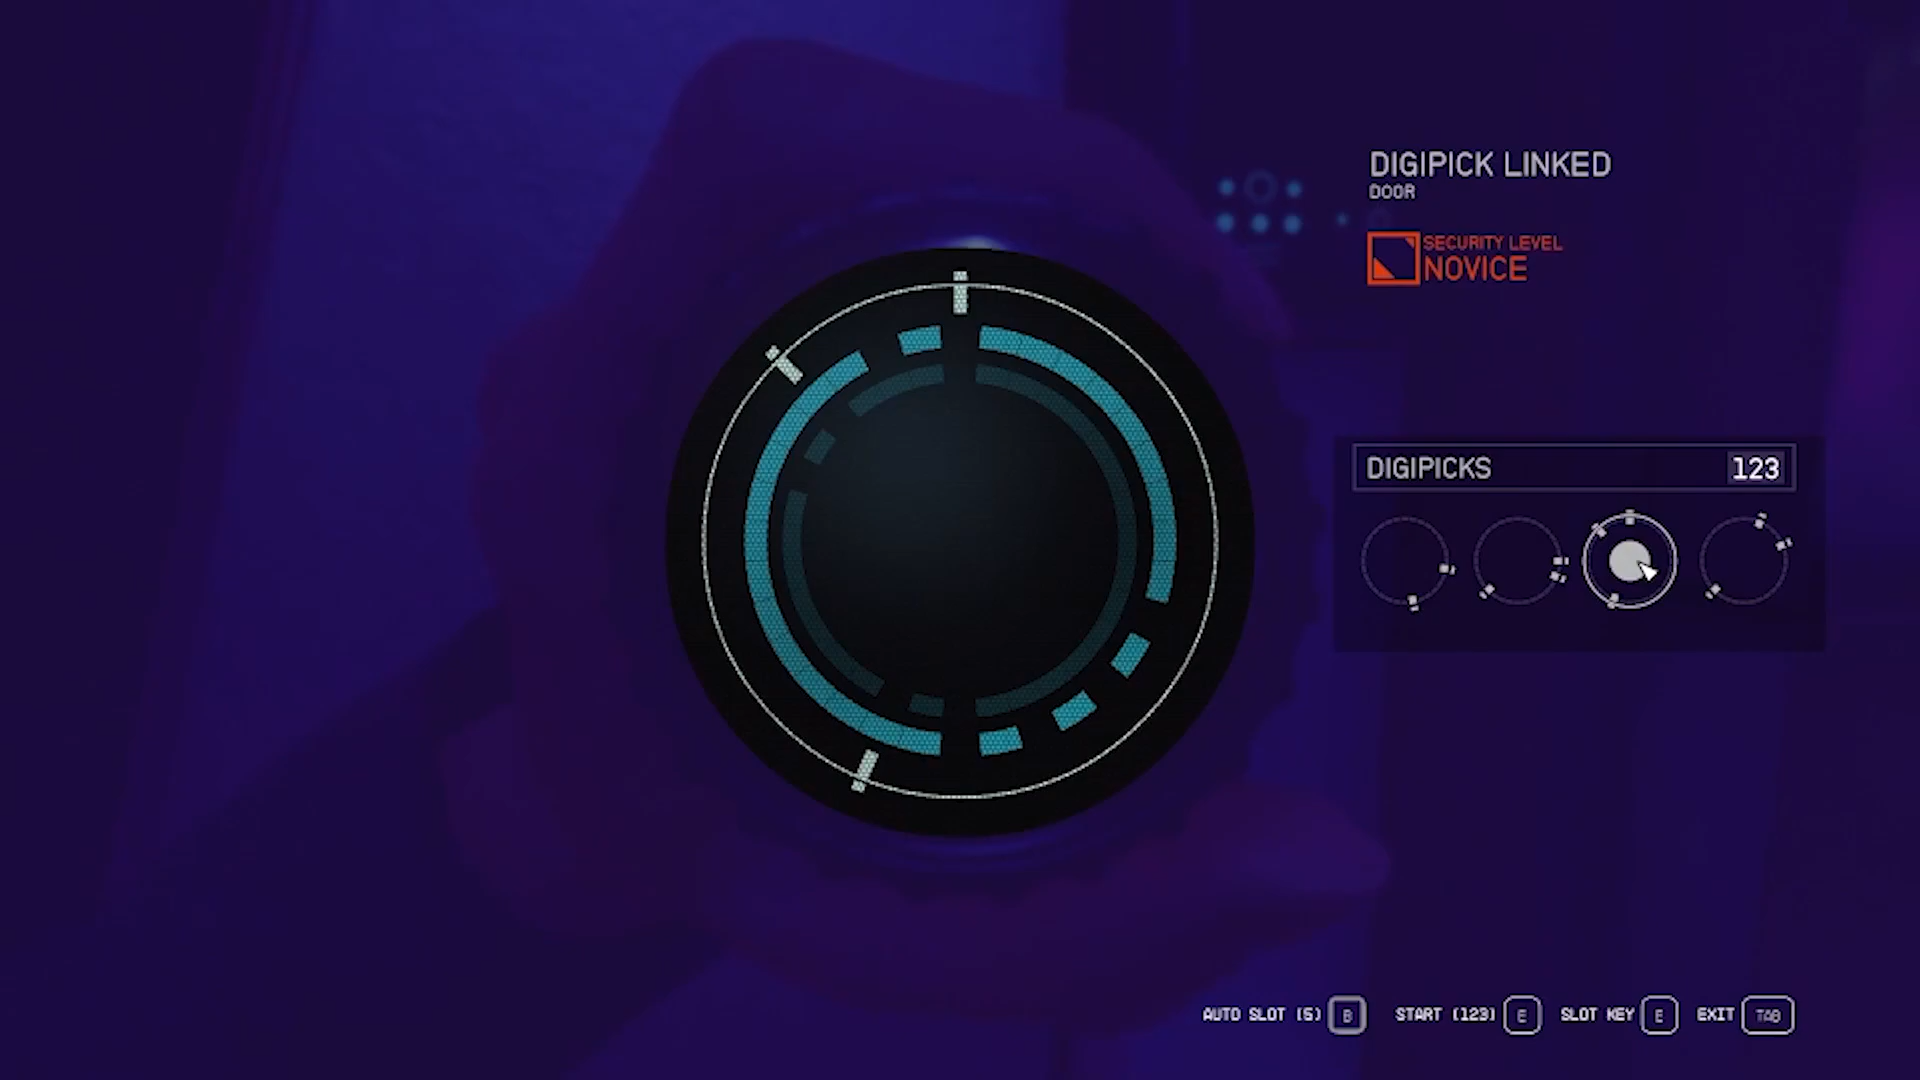 DIGIPICK LINKED
DOOR
SECURITY LEVEL
NOVICE
DIGIPICKS 123
AUTO SLOT (5) B START (123) E SLOT KEY E EXIT TAB